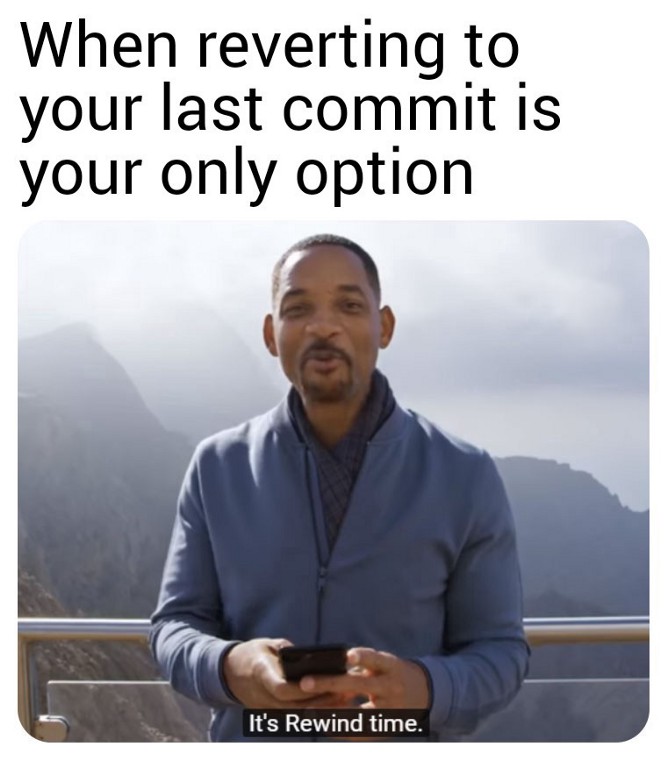 When reverting to
your last commit is
your only option
It's Rewind time.